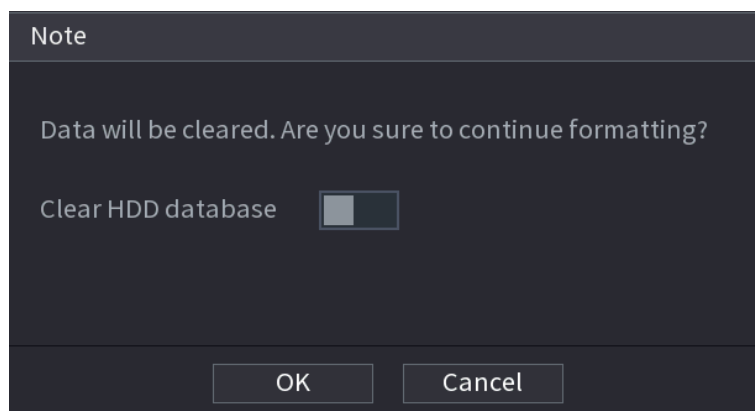 Note
Data will be cleared. Are you sure to continue formatting?
Clear HDD database
OK
Cancel